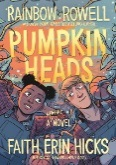 RAINBOW ROWELL
PUMPKIN
HEADS
A NOVEL
FAITH ERIN HICKS